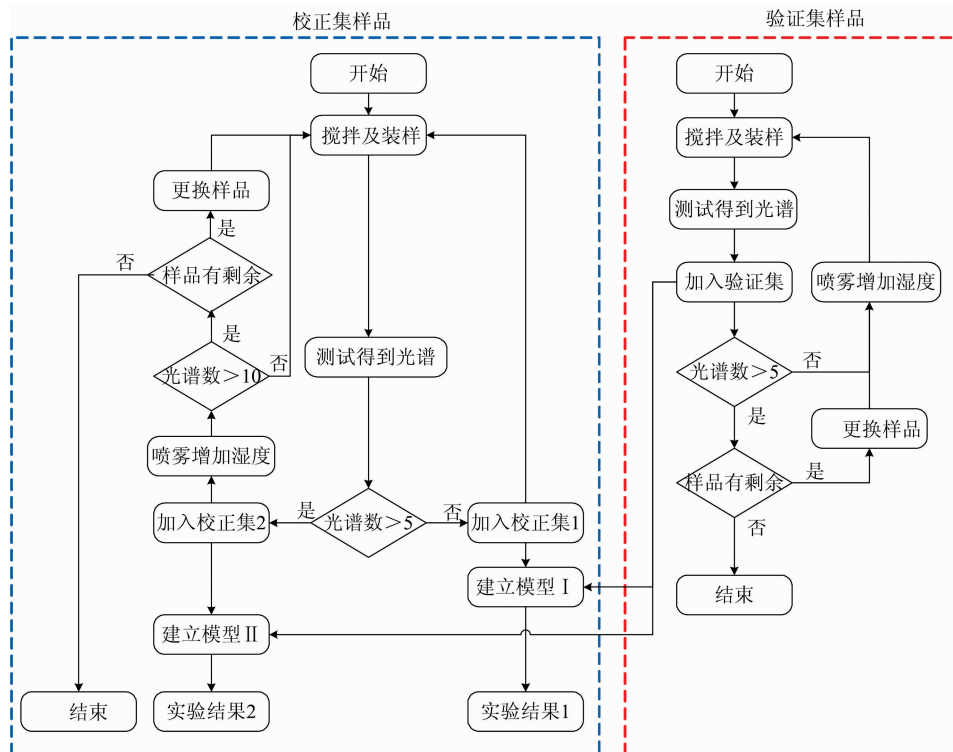 校正集样品
验证集样品
开始
搅拌及装样
更换样品
是
否
样品有剩余
是
否
光谱数＞10
测试得到光谱
喷雾增加湿度
是
光谱数＞5
否
加入校正集2
加入校正集1
建立模型Ⅰ
建立模型Ⅱ
结束
实验结果2
实验结果1
开始
搅拌及装样
测试得到光谱
加入验证集
喷雾增加湿度
光谱数＞5
否
是
更换样品
样品有剩余
是
否
结束